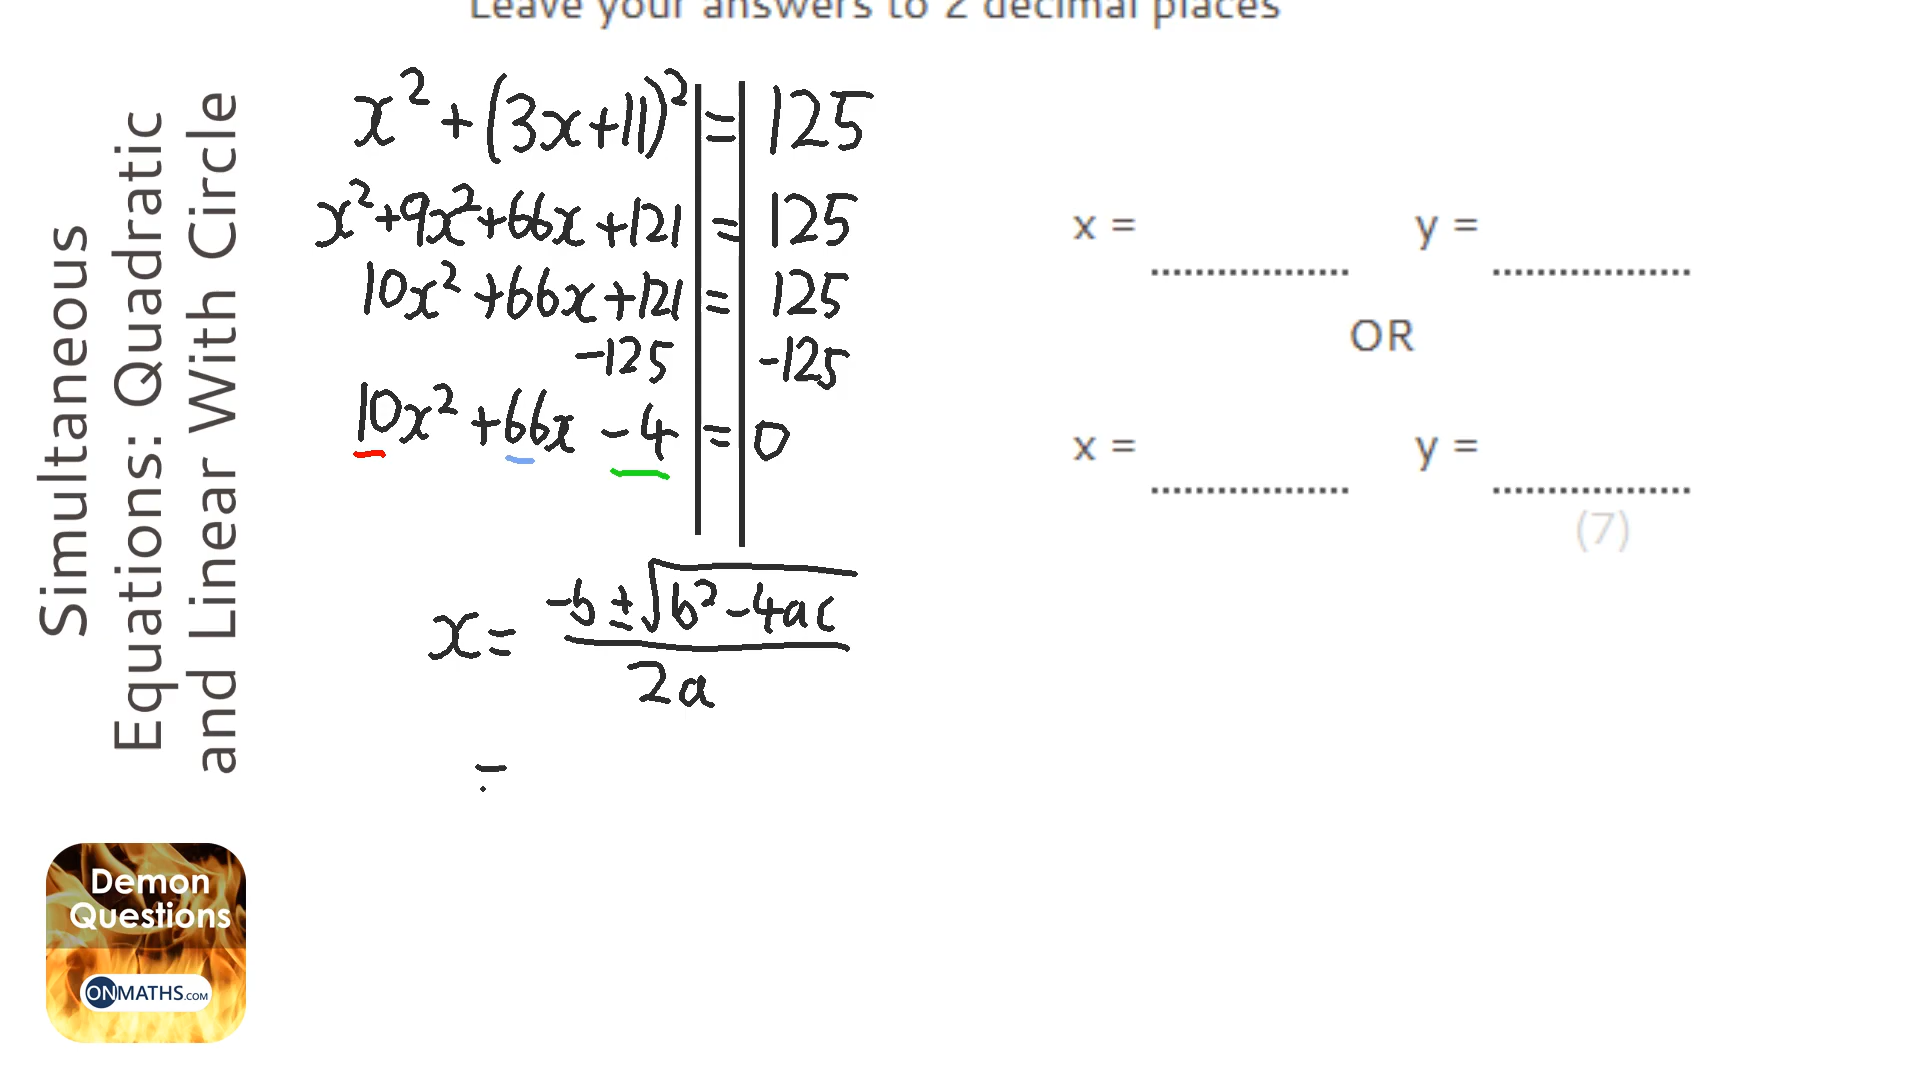 Leave your answers to 2 decimal places
Simultaneous
Equations: Quadratic
and Linear With Circle
x² + (3x+11)² = 125
x²+9x²+66x+121 = 125
10x²+66x+121 = 125
-125 -125
10x²+66x-4 = 0
x = (-b ± √(b²-4ac)) / 2a
=
x = .................. y = ..................
OR
x = .................. y = ..................
(7)
Demon
Questions
ONMATHS.COM